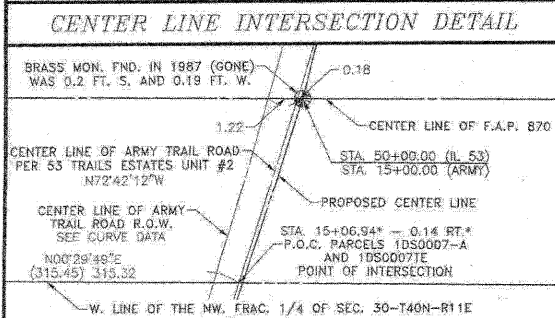 CENTER LINE INTERSECTION DETAIL
BRASS MON. FND. IN 1987 (GONE)
WAS 0.2 FT. S. AND 0.19 FT. W.
0.18
1.22
CENTER LINE OF F.A.P. 870
CENTER LINE OF ARMY TRAIL ROAD
PER 53 TRAILS ESTATES UNIT #2
N72°42'12"W
STA. 50+00.00 (IL 53)
STA. 15+00.00 (ARMY)
PROPOSED CENTER LINE
CENTER LINE OF ARMY
TRAIL ROAD R.O.W.
SEE CURVE DATA
STA. 15+06.94* - 0.14 RT.*
P.O.C. PARCELS 1DS0007-A
AND 1DS0007TE
POINT OF INTERSECTION
N00°29'49"E
(315.45) 315.32
W. LINE OF THE NW. FRAC. 1/4 OF SEC. 30-T40N-R11E